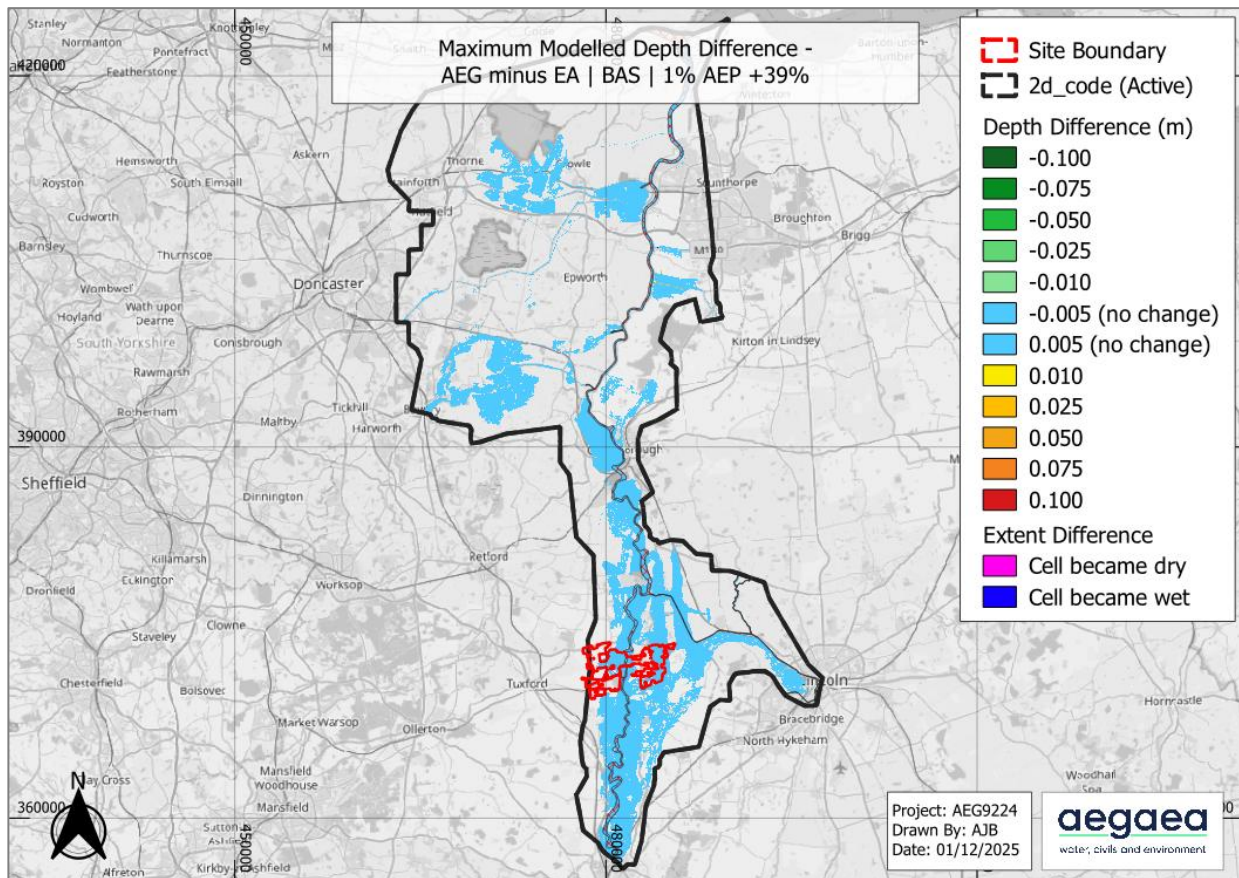 Maximum Modelled Depth Difference -
AEG minus EA | BAS | 1% AEP +39%
Site Boundary
2d_code (Active)
Depth Difference (m)
-0.100
-0.075
-0.050
-0.025
-0.010
-0.005 (no change)
0.005 (no change)
0.010
0.025
0.050
0.075
0.100
Extent Difference
Cell became dry
Cell became wet
450000
480000
420000
390000
360000
450000
480000
Normanton
Pontefract
Featherstone
Hemsworth
Askern
Thorne
Royston
South Elmsall
Cudworth
Scunthorpe
Broughton
Brigg
Barnsley
Thurnscoe
M180
Epworth
Wombwell
Wath upon
Dearne
Doncaster
Hoyland
South Yorkshire
Conisbrough
Kirton in Lindsey
Rawmarsh
Rotherham
Maltby
Tickhill
Harworth
Sheffield
Dinnington
Retford
Killamarsh
Eckington
Worksop
Dronfield
Clowne
Staveley
Chesterfield
Bolsover
Tuxford
Market Warsop
Ollerton
Bracebridge
North Hykeham
Horncastle
Mansfield
Woodhouse
Mansfield
Alfreton
N
Project: AEG9224
Drawn By: AJB
Date: 01/12/2025
aegaea
water, civils and environment